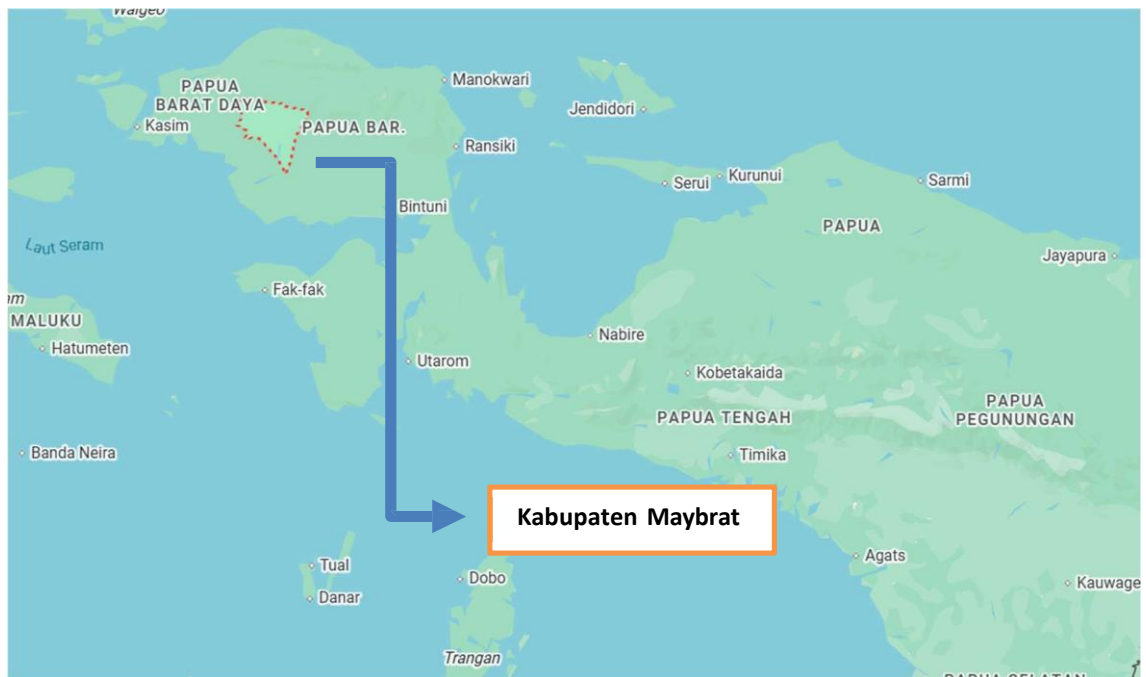 Waigeo
PAPUA
BARAT DAYA
Manokwari
Jendidori
Kasim
PAPUA BAR.
Ransiki
Serui
Kurunui
Sarmi
Bintuni
PAPUA
Laut Seram
Jayapura
Fak-fak
MALUKU
Nabire
Hatumeten
Utarom
Kobetakaida
PAPUA
PEGUNUNGAN
PAPUA TENGAH
Banda Neira
Timika
Kabupaten Maybrat
Agats
Tual
Dobo
Kauwage
Danar
Trangan
PAPUA SELATAN